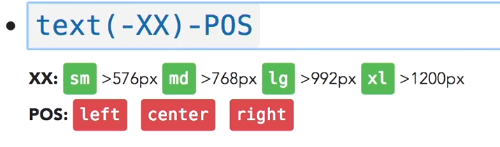 text(-XX)-POS
XX: sm >576px md >768px lg >992px xl >1200px
POS: left center right